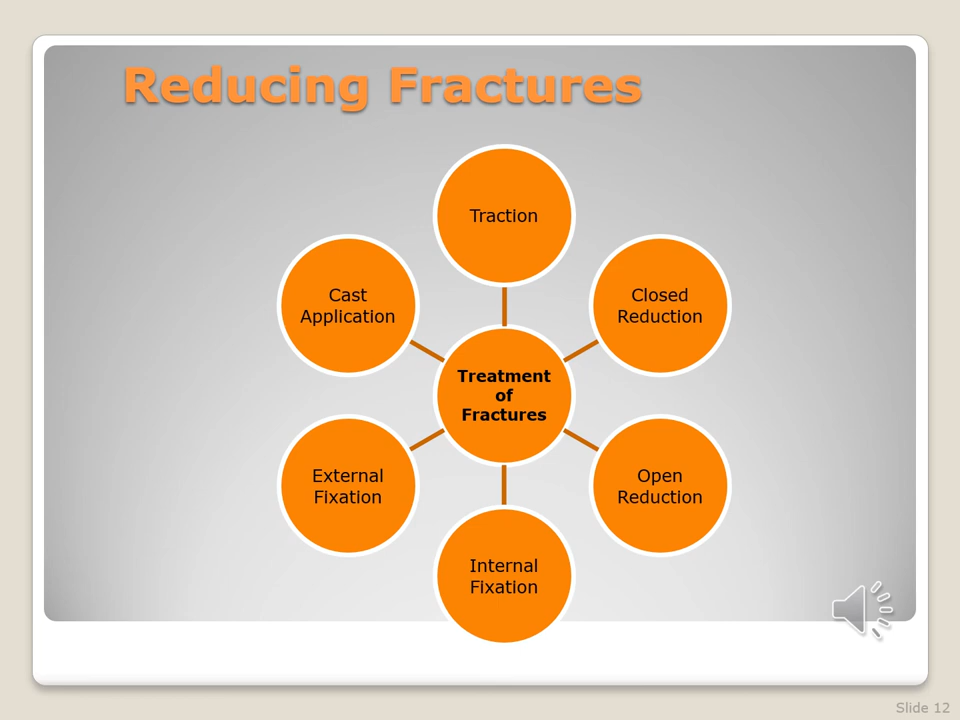 Reducing Fractures
Traction
Closed
Reduction
Open
Reduction
Internal
Fixation
External
Fixation
Cast
Application
Treatment
of
Fractures
Slide 12